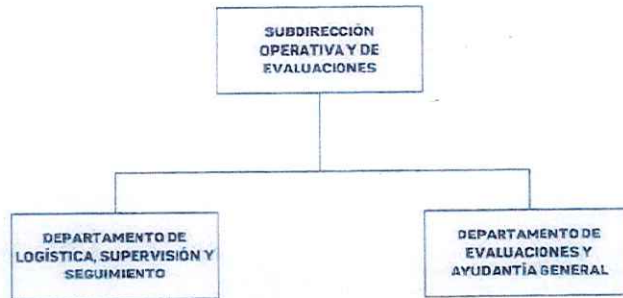 SUBDIRECCIÓN
OPERATIVA Y DE
EVALUACIONES
DEPARTAMENTO DE
LOGÍSTICA, SUPERVISIÓN Y
SEGUIMIENTO
DEPARTAMENTO DE
EVALUACIONES Y
AYUDANTÍA GENERAL